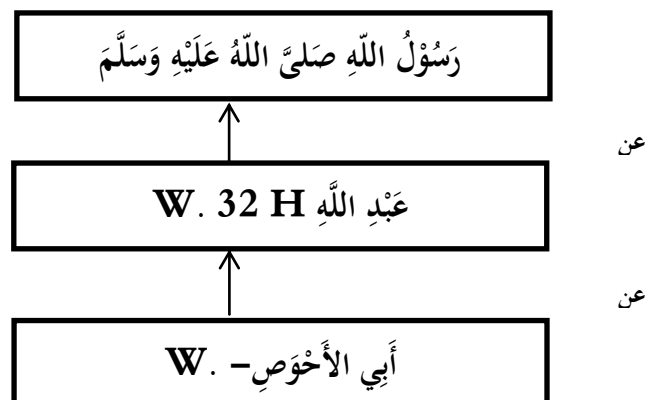 رَسُوْلُ اللّهِ صَلىَّ اللّهُ عَلَيْهِ وَسَلَّمَ
عن
عَبْدِ اللَّهِ W. 32 H
عن
أَبِي الأَحْوَصِ– W.